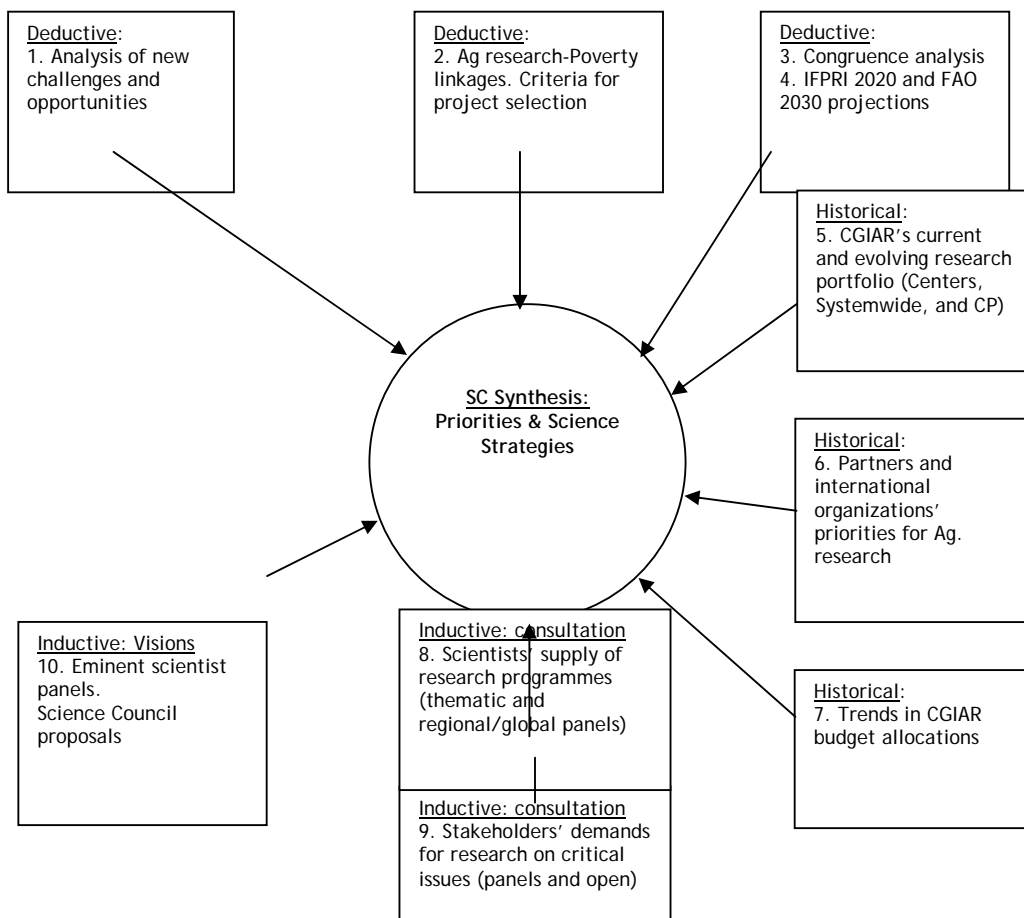 Deductive:
1. Analysis of new
challenges and
opportunities
Deductive:
2. Ag research-Poverty
linkages. Criteria for
project selection
Deductive:
3. Congruence analysis
4. IFPRI 2020 and FAO
2030 projections
Historical:
5. CGIAR's current
and evolving research
portfolio (Centers,
Systemwide, and CP)
SC Synthesis:
Priorities & Science
Strategies
Historical:
6. Partners and
international
organizations'
priorities for Ag.
research
Inductive: Visions
10. Eminent scientist
panels.
Science Council
proposals
Inductive: consultation
8. Scientists' supply of
research programmes
(thematic and
regional/global panels)
Historical:
7. Trends in CGIAR
budget allocations
Inductive: consultation
9. Stakeholders' demands
for research on critical
issues (panels and open)